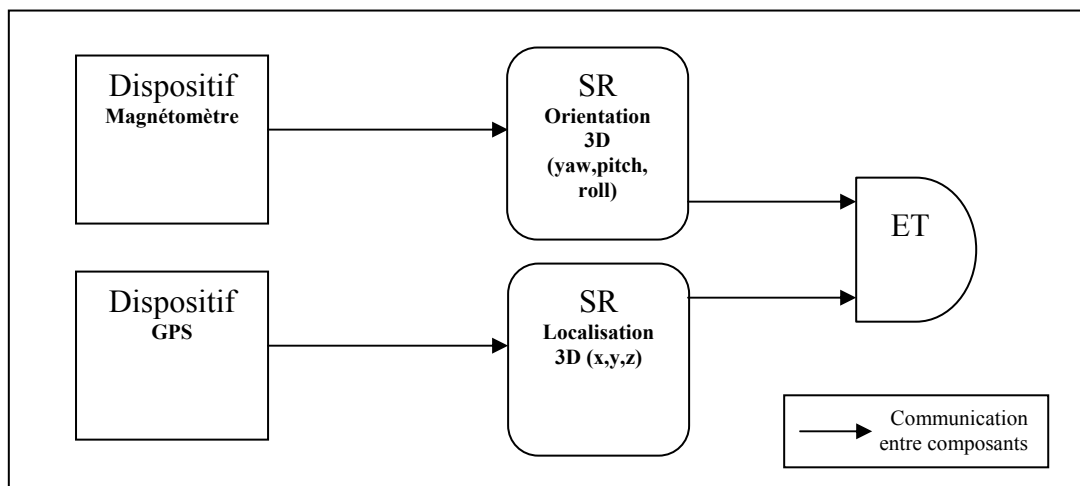 Dispositif
Magnétomètre
SR
Orientation
3D
(yaw,pitch,
roll)
ET
Dispositif
GPS
SR
Localisation
3D (x,y,z)
Communication
entre composants